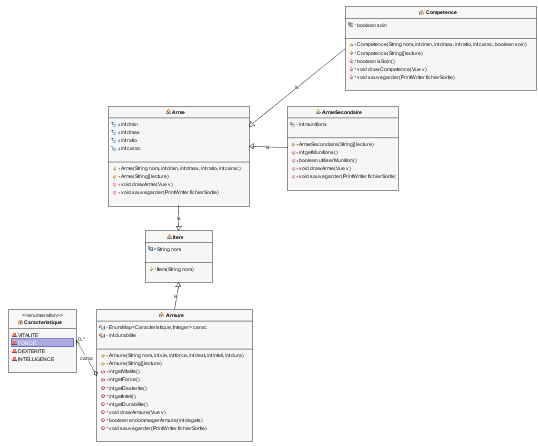 Competence
- boolean soin
+ Competence(String nom, int dmin, int dmax, int ratio, int carac, boolean soin)
+ Competence(String[] lecture)
+ boolean isSoin()
+ void drawCompetence(Vue v)
+ void sauvegarder(PrintWriter fichierSortie)
is
Arme
# int dmin
# int dmax
# int ratio
# int carac
+ Arme(String nom, int dmin, int dmax, int ratio, int carac)
+ Arme(String[] lecture)
+ void drawArme(Vue v)
+ void sauvegarder(PrintWriter fichierSortie)
is
ArmeSecondaire
- int munitions
+ ArmeSecondaire(String[] lecture)
+ int getMunitions()
+ boolean utiliserMunition()
+ void drawArme(Vue v)
+ void sauvegarder(PrintWriter fichierSortie)
is
Item
# String nom
+ Item(String nom)
is
<<enumeration>>
Caracteristique
VITALITE
FORCE
DEXTERITE
INTELLIGENCE
0..*
carac
Armure
- EnumMap<Caracteristique, Integer> carac
- int durabilite
+ Armure(String nom, int vie, int force, int dext, int intell, int dura)
+ Armure(String[] lecture)
+ int getVitalite()
+ int getForce()
+ int getDexterite()
+ int getIntell()
+ int getDurabilite()
+ void drawArmure(Vue v)
+ boolean endommagerArmure(int degats)
+ void sauvegarder(PrintWriter fichierSortie)